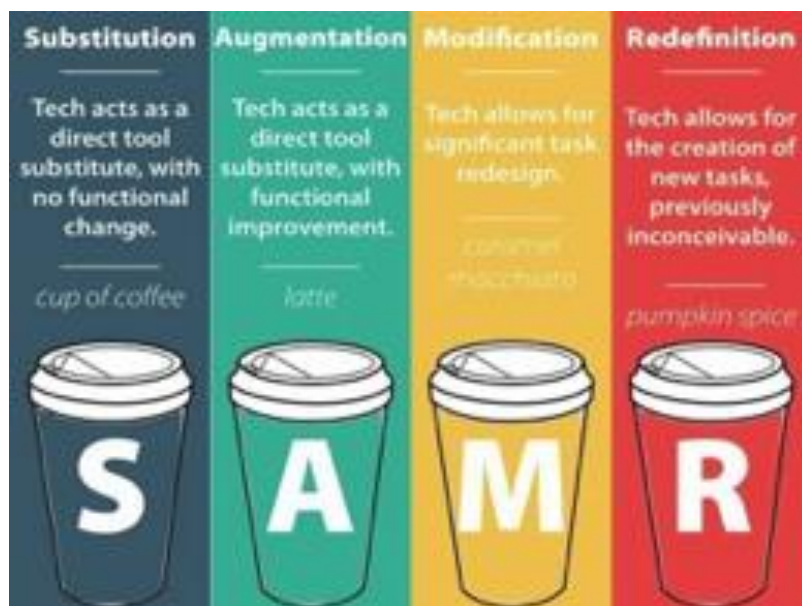 Substitution
Tech acts as a
direct tool
substitute, with
no functional
change.
cup of coffee
S
Augmentation
Tech acts as a
direct tool
substitute, with
functional
improvement.
latte
A
Modification
Tech allows for
significant task
redesign.
caramel
macchiato
M
Redefinition
Tech allows for
the creation of
new tasks,
previously
inconceivable.
pumpkin spice
R